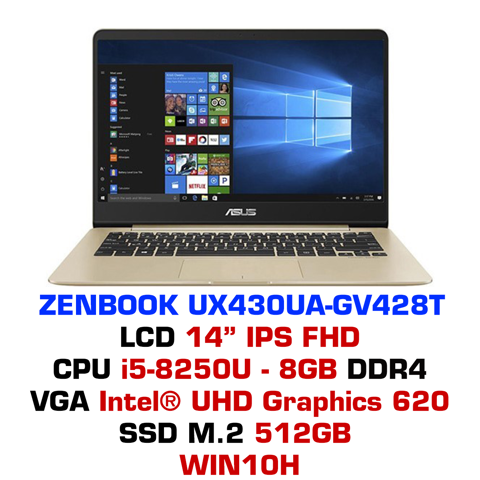 ASUS
ZENBOOK UX430UA-GV428T
LCD 14” IPS FHD
CPU i5-8250U - 8GB DDR4
VGA Intel® UHD Graphics 620
SSD M.2 512GB
WIN10H